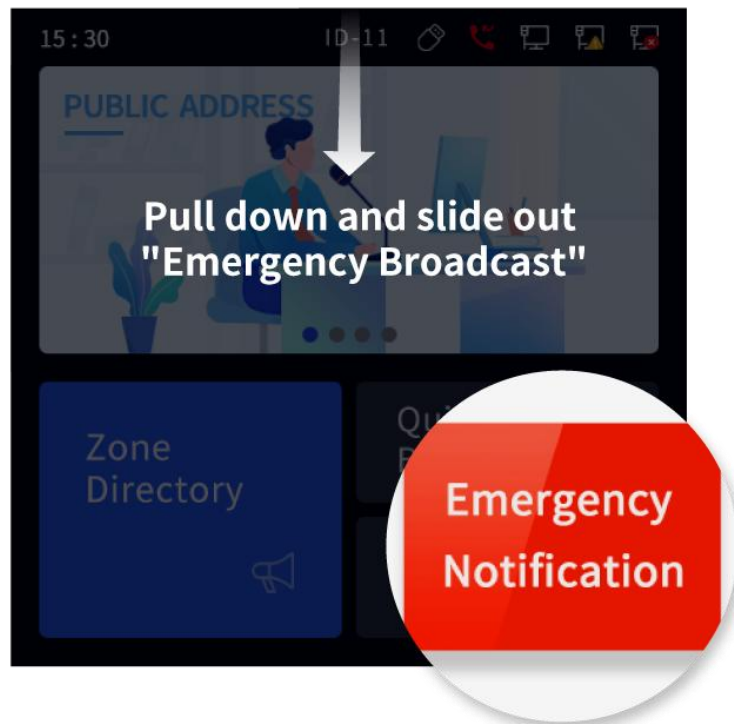 15:30
ID-11
PUBLIC ADDRESS
Pull down and slide out
"Emergency Broadcast"
Zone
Directory
Emergency
Notification